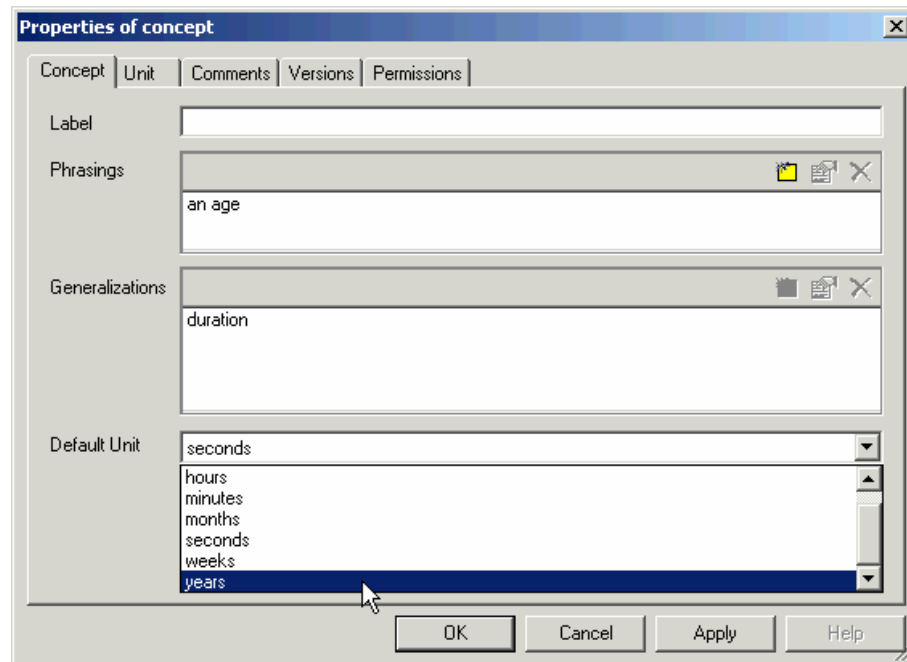 Properties of concept
Concept Unit Comments Versions Permissions
Label
Phrasings
an age
Generalizations
duration
Default Unit seconds
hours
minutes
months
seconds
weeks
years
OK Cancel Apply Help